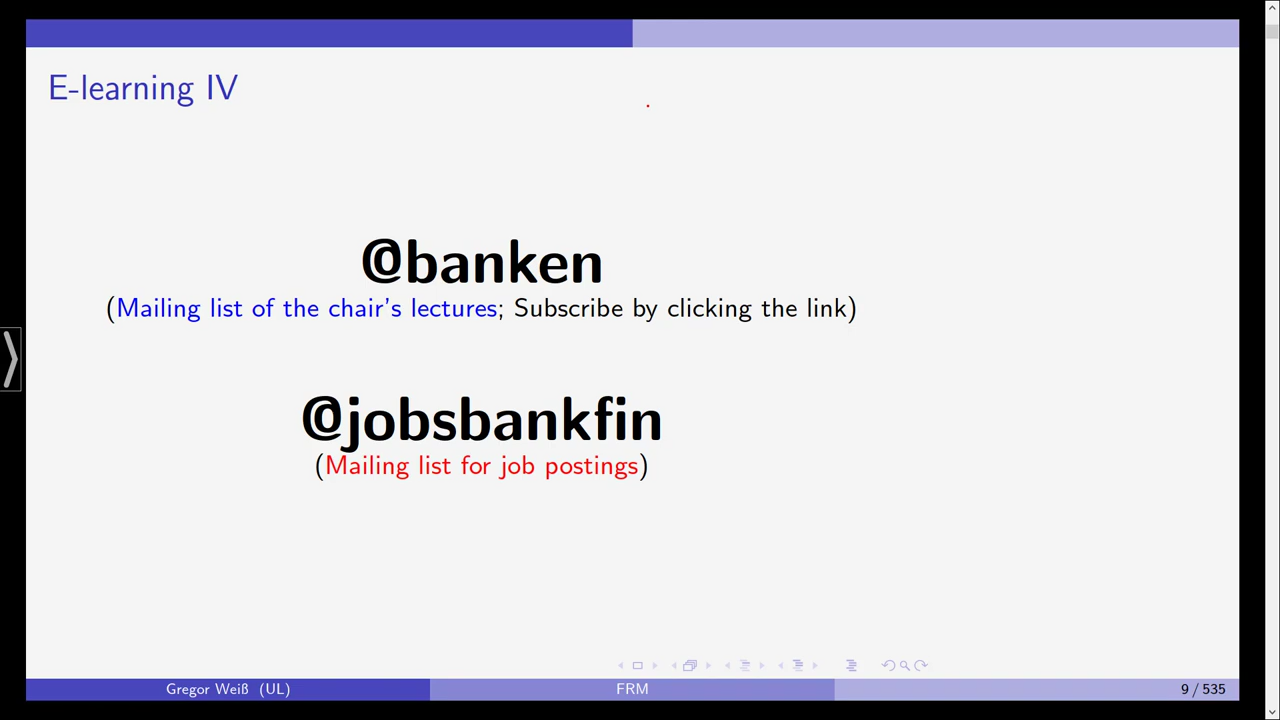 E-learning IV
@banken
(Mailing list of the chair's lectures; Subscribe by clicking the link)
@jobsbankfin
(Mailing list for job postings)
Gregor Weiß (UL)
FRM
9 / 535